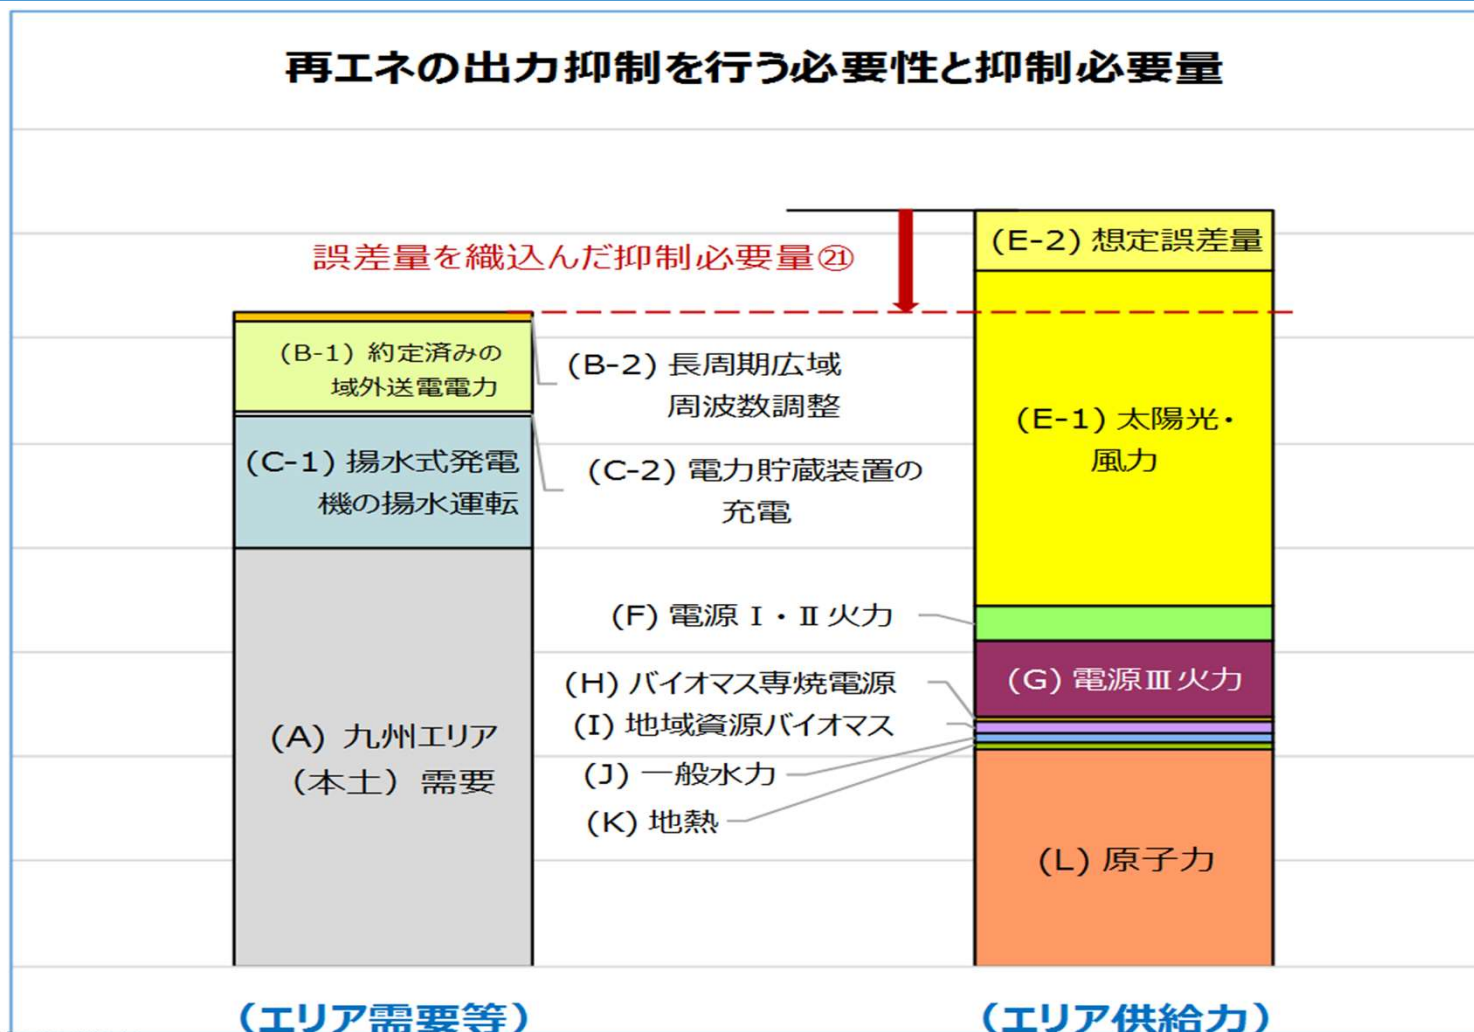 再エネの出力抑制を行う必要性と抑制必要量
(E-2) 想定誤差量
誤差量を織込んだ抑制必要量㉑
(B-1) 約定済みの
域外送電電力
(B-2) 長周期広域
周波数調整
(E-1) 太陽光・
風力
(C-1) 揚水式発電
機の揚水運転
(C-2) 電力貯蔵装置の
充電
(F) 電源Ⅰ・Ⅱ火力
(G) 電源Ⅲ火力
(H) バイオマス専焼電源
(I) 地域資源バイオマス
(A) 九州エリア
（本土）需要
(J) 一般水力
(K) 地熱
(L) 原子力
（エリア需要等）
（エリア供給力）